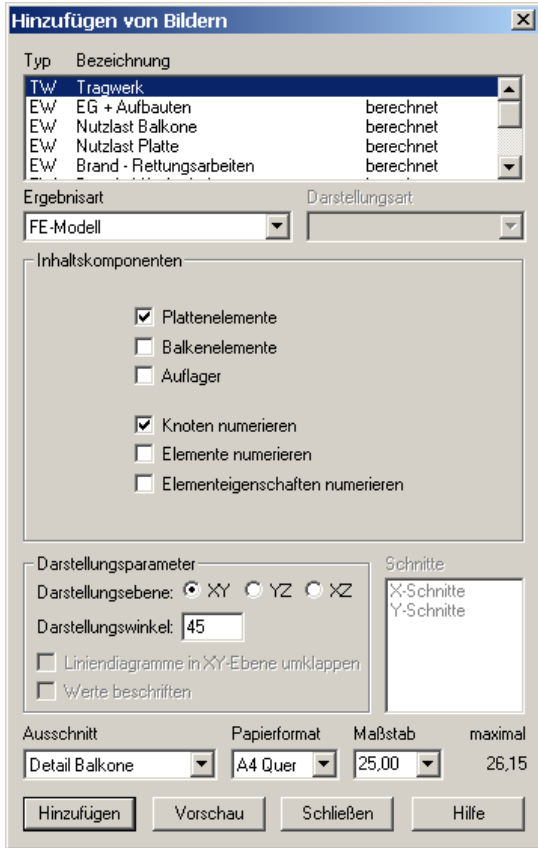 Hinzufügen von Bildern
Typ Bezeichnung
TW Tragwerk
EW EG + Aufbauten berechnet
EW Nutzlast Balkone berechnet
EW Nutzlast Platte berechnet
EW Brand - Rettungsarbeiten berechnet
Ergebnisart Darstellungsart
FE-Modell
Inhaltskomponenten
Plattenelemente
Balkenelemente
Auflager
Knoten numerieren
Elemente numerieren
Elementeigenschaften numerieren
Darstellungsparameter Schnitte
Darstellungsebene: XY YZ XZ X-Schnitte
Y-Schnitte
Darstellungswinkel: 45
Liniendiagramme in XY-Ebene umklappen
Werte beschriften
Ausschnitt Papierformat Maßstab maximal
Detail Balkone A4 Quer 25,00 26,15
Hinzufügen Vorschau Schließen Hilfe